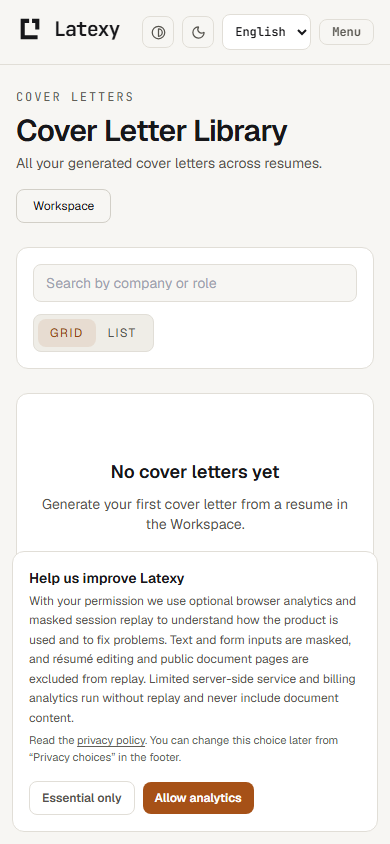 Latexy
English
Menu
COVER LETTERS
Cover Letter Library
All your generated cover letters across resumes.
Workspace
Search by company or role
GRID
LIST
No cover letters yet
Generate your first cover letter from a resume in
the Workspace.
Help us improve Latexy
With your permission we use optional browser analytics and
masked session replay to understand how the product is
used and to fix problems. Text and form inputs are masked,
and résumé editing and public document pages are
excluded from replay. Limited server-side service and billing
analytics run without replay and never include document
content.
Read the privacy policy. You can change this choice later from
“Privacy choices” in the footer.
Essential only
Allow analytics